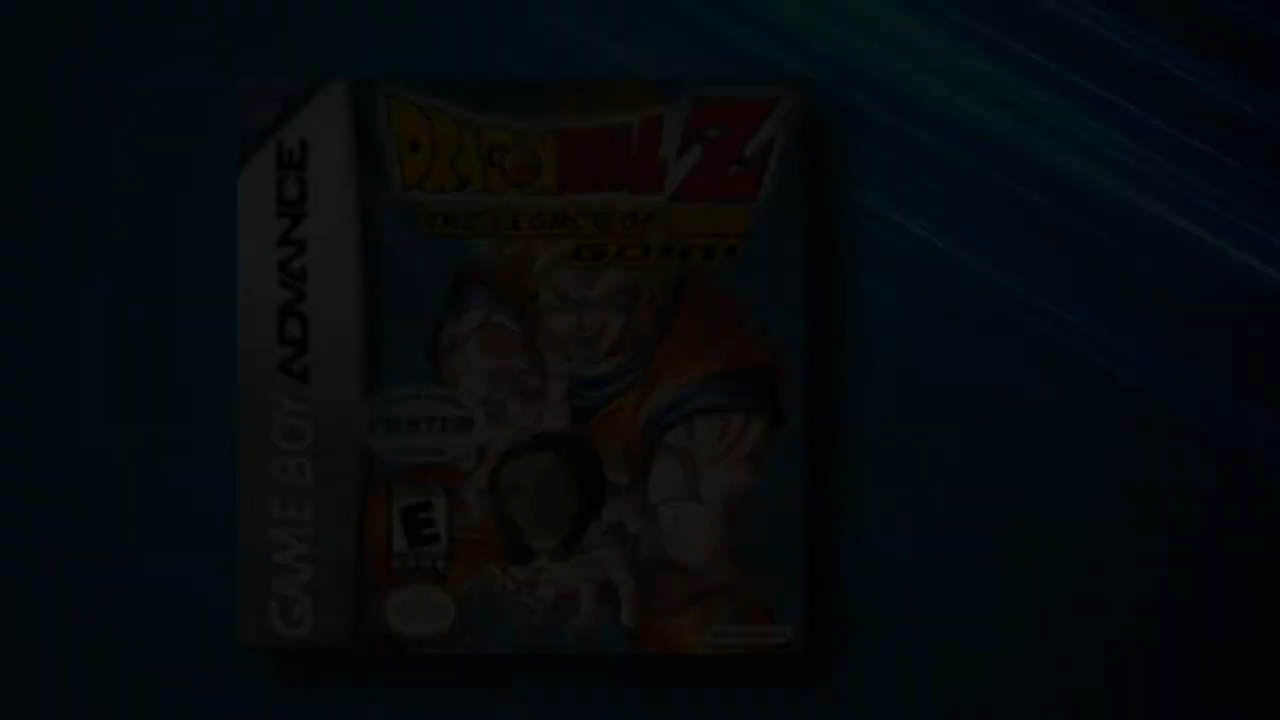 GAME BOY ADVANCE
DRAGON BALL Z
THE LEGACY OF
GOKU
POSTER
E